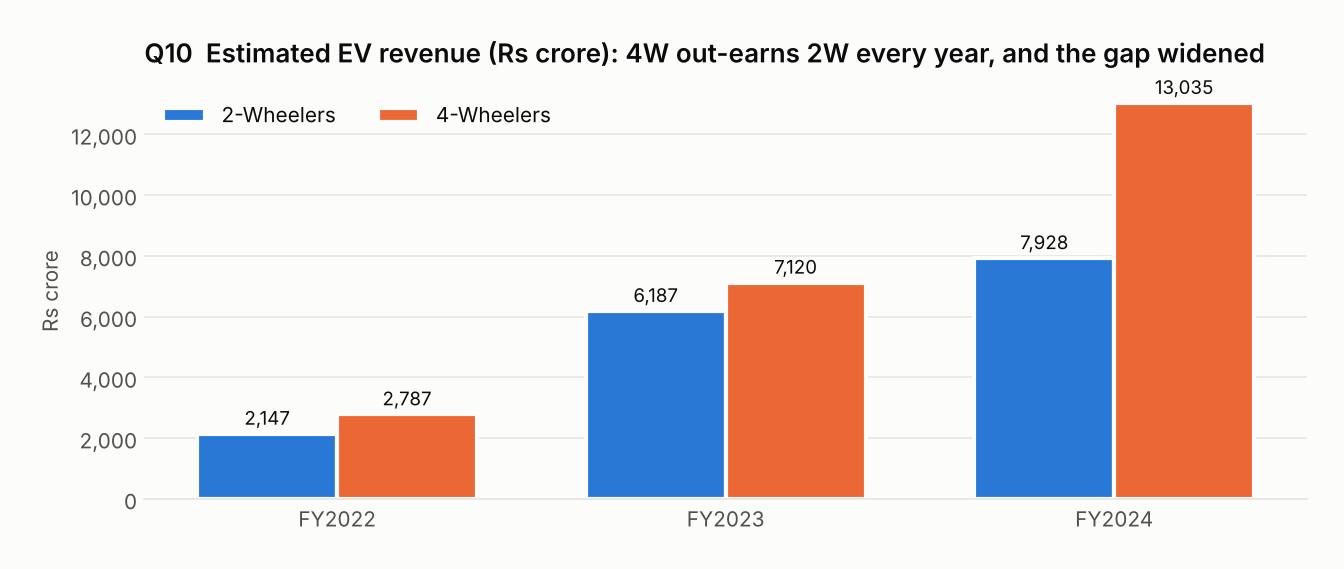 Q10 Estimated EV revenue (Rs crore): 4W out-earns 2W every year, and the gap widened
2-Wheelers
4-Wheelers
Rs crore
12,000
10,000
8,000
6,000
4,000
2,000
0
2,147
2,787
6,187
7,120
7,928
13,035
FY2022
FY2023
FY2024